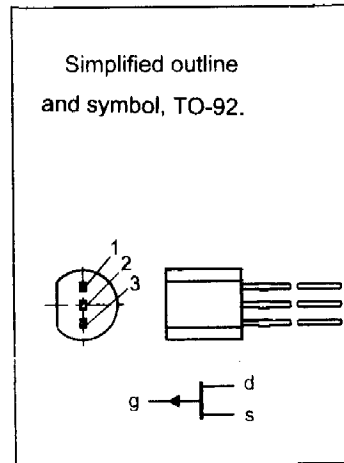 Simplified outline
and symbol, TO-92.
1
2
3
g
d
s